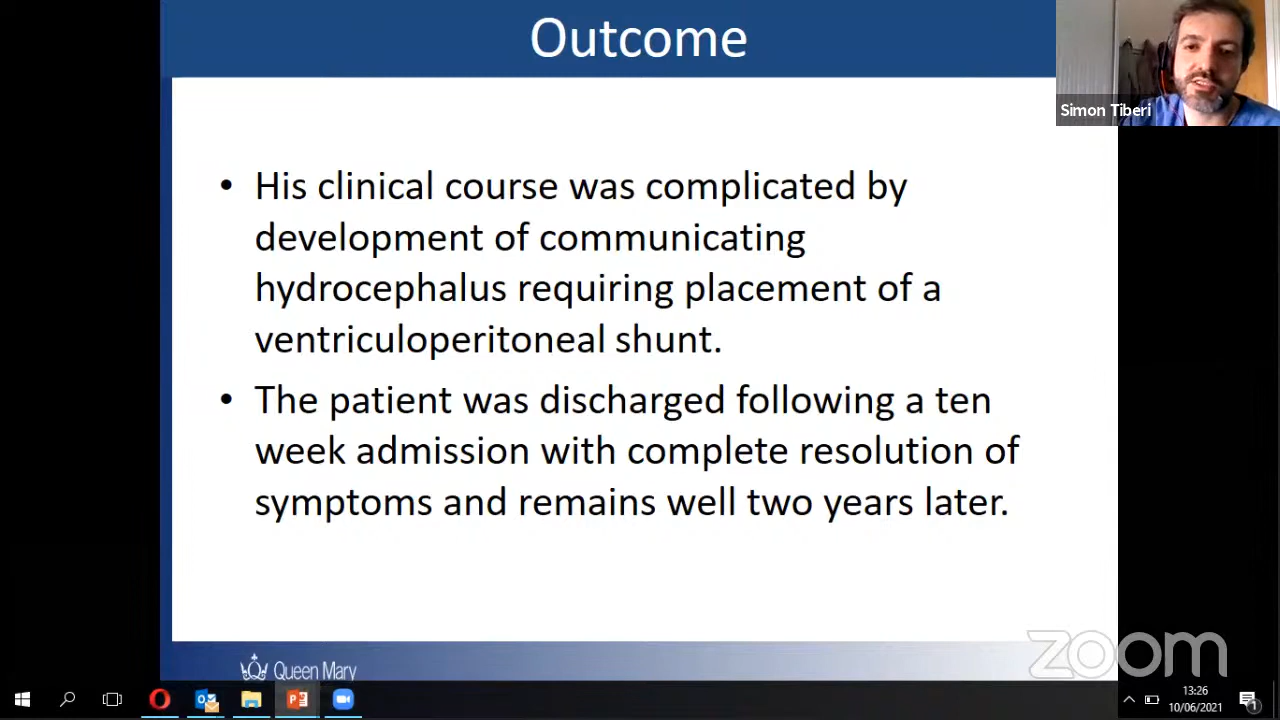 Outcome
Simon Tiberi
• His clinical course was complicated by
development of communicating
hydrocephalus requiring placement of a
ventriculoperitoneal shunt.
• The patient was discharged following a ten
week admission with complete resolution of
symptoms and remains well two years later.
Queen Mary
zoom
13:26
10/06/2021
1